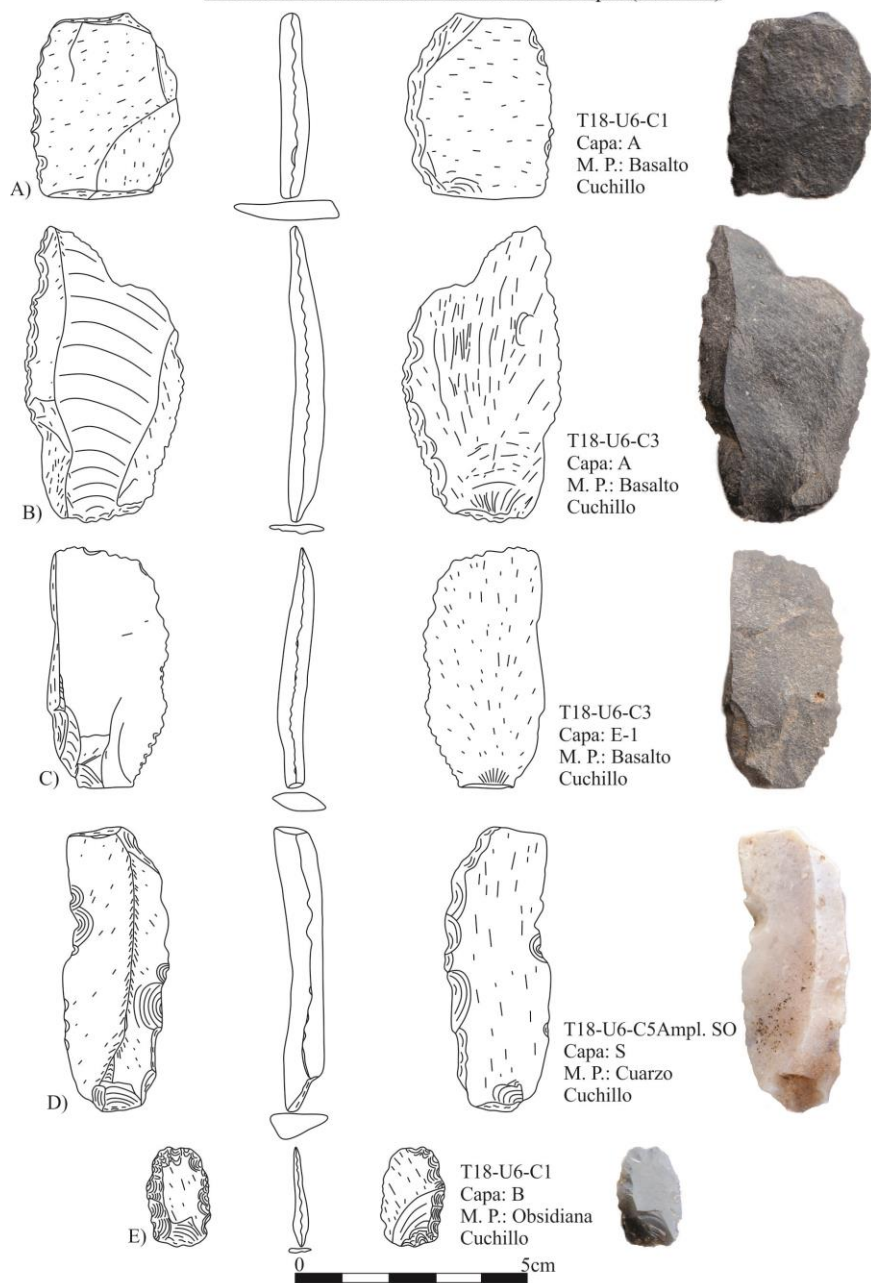 A)
T18-U6-C1
Capa: A
M. P.: Basalto
Cuchillo
B)
T18-U6-C3
Capa: A
M. P.: Basalto
Cuchillo
C)
T18-U6-C3
Capa: E-1
M. P.: Basalto
Cuchillo
D)
T18-U6-C5Ampl. SO
Capa: S
M. P.: Cuarzo
Cuchillo
E)
T18-U6-C1
Capa: B
M. P.: Obsidiana
Cuchillo
0 5cm